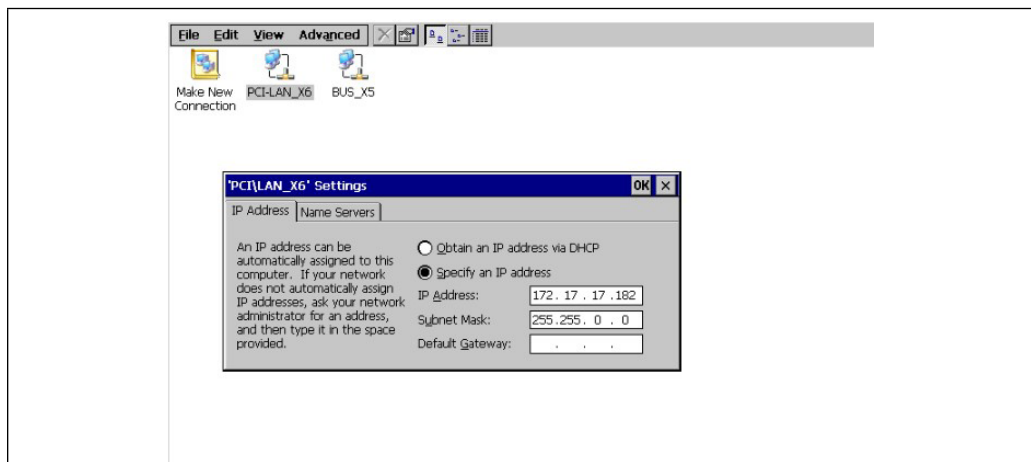 File Edit View Advanced
Make New Connection
PCI-LAN_X6
BUS_X5
'PCI\LAN_X6' Settings
OK ×
IP Address Name Servers
An IP address can be
automatically assigned to this
computer. If your network
does not automatically assign
IP addresses, ask your network
administrator for an address,
and then type it in the space
provided.
Obtain an IP address via DHCP
Specify an IP address
IP Address: 172. 17 . 17 .182
Subnet Mask: 255.255. 0 . 0
Default Gateway: . . .